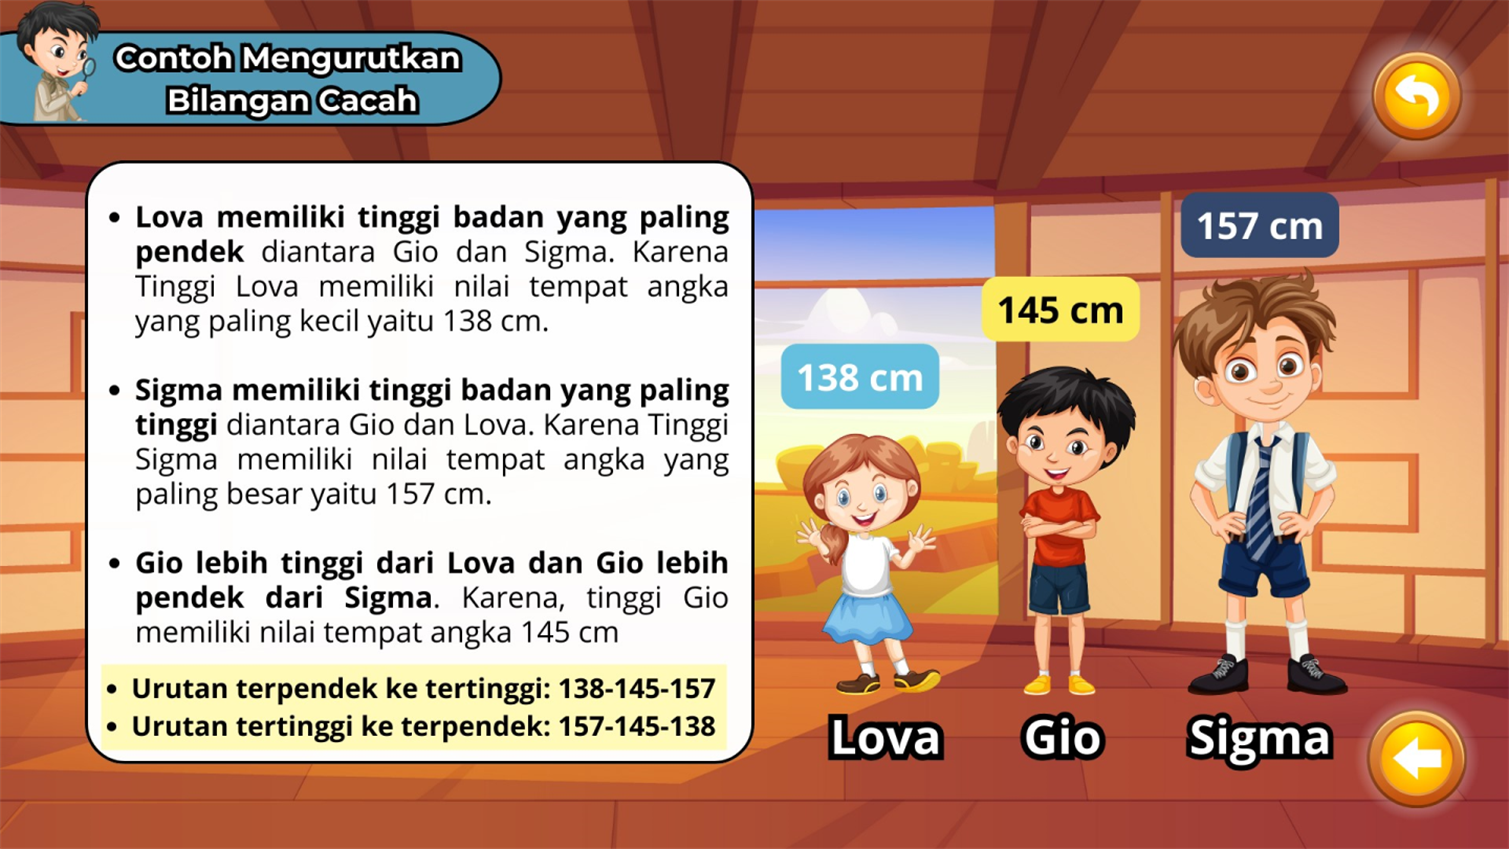 Contoh Mengurutkan
Bilangan Cacah
• Lova memiliki tinggi badan yang paling
pendek diantara Gio dan Sigma. Karena
Tinggi Lova memiliki nilai tempat angka
yang paling kecil yaitu 138 cm.
• Sigma memiliki tinggi badan yang paling
tinggi diantara Gio dan Lova. Karena Tinggi
Sigma memiliki nilai tempat angka yang
paling besar yaitu 157 cm.
• Gio lebih tinggi dari Lova dan Gio lebih
pendek dari Sigma. Karena, tinggi Gio
memiliki nilai tempat angka 145 cm
• Urutan terpendek ke tertinggi: 138-145-157
• Urutan tertinggi ke terpendek: 157-145-138
138 cm
145 cm
157 cm
Lova
Gio
Sigma